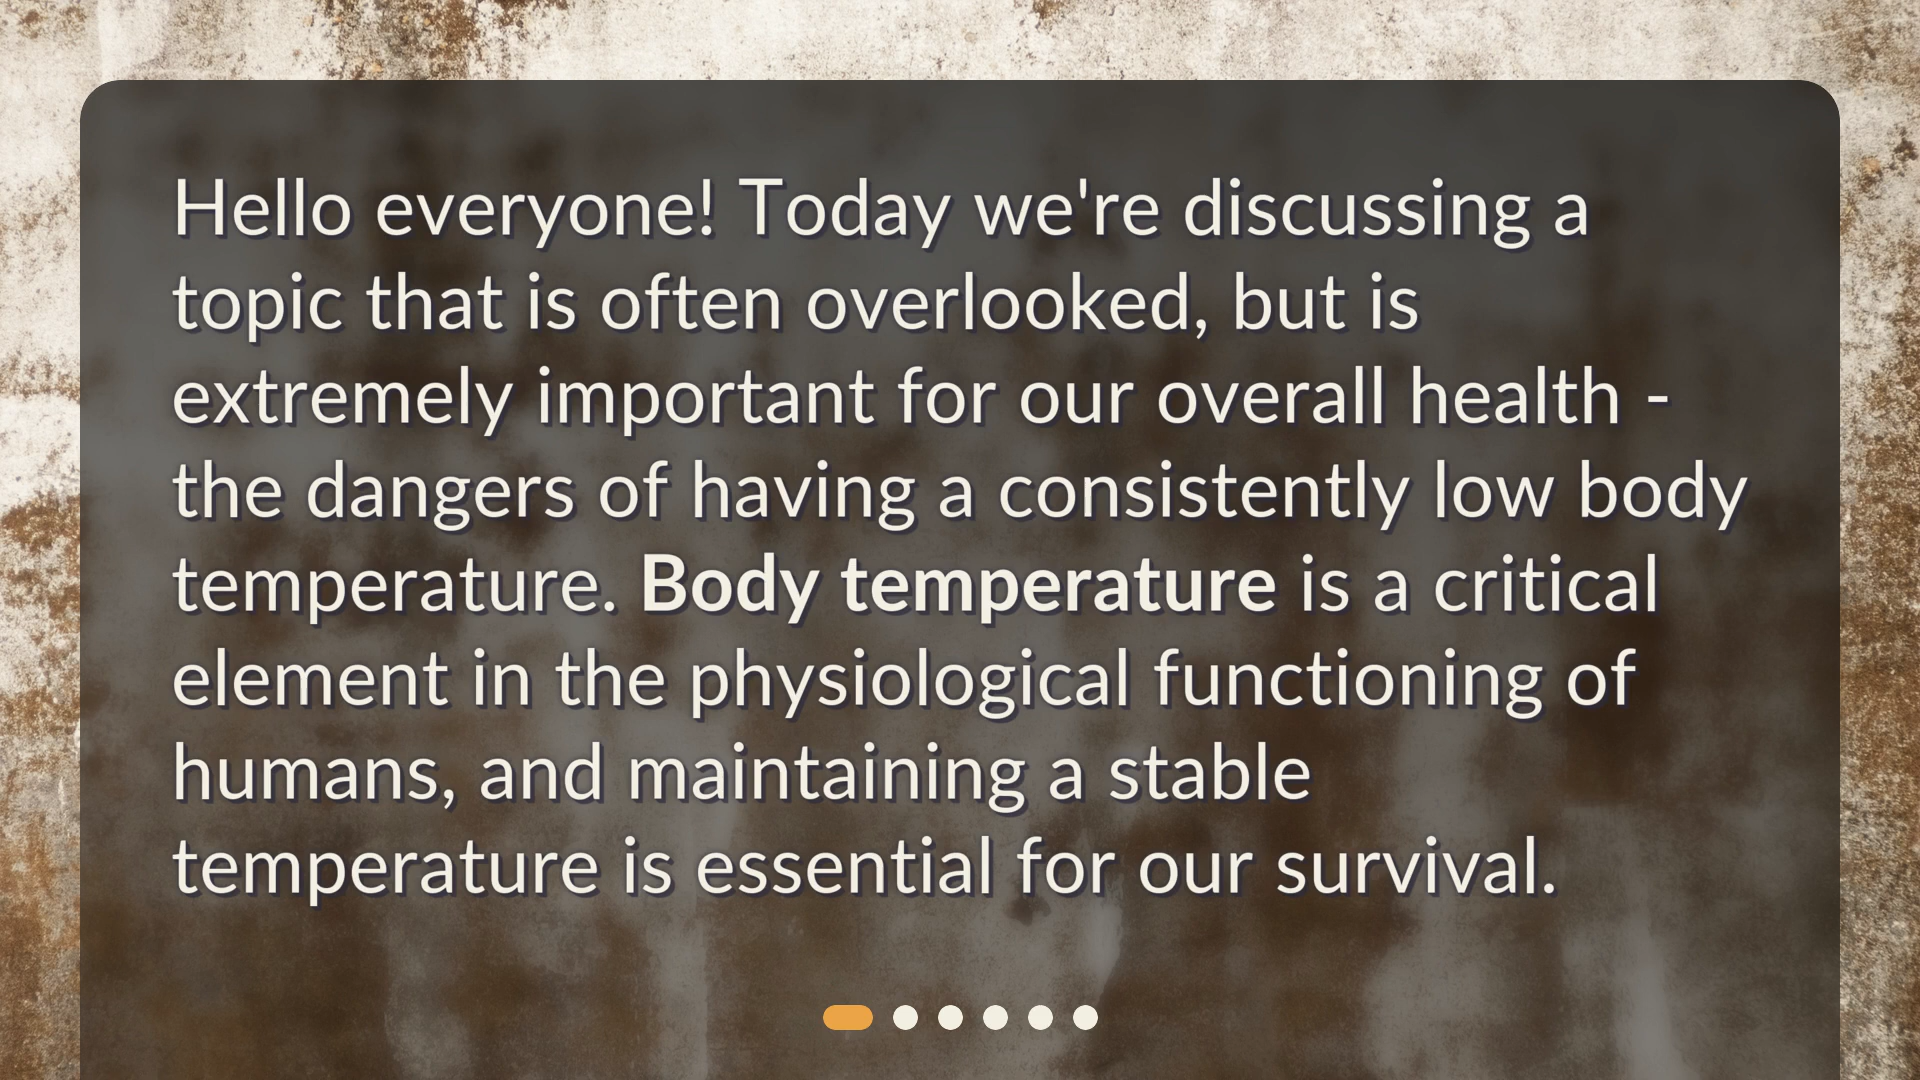 Hello everyone! Today we're discussing a
topic that is often overlooked, but is
extremely important for our overall health -
the dangers of having a consistently low body
temperature. Body temperature is a critical
element in the physiological functioning of
humans, and maintaining a stable
temperature is essential for our survival.